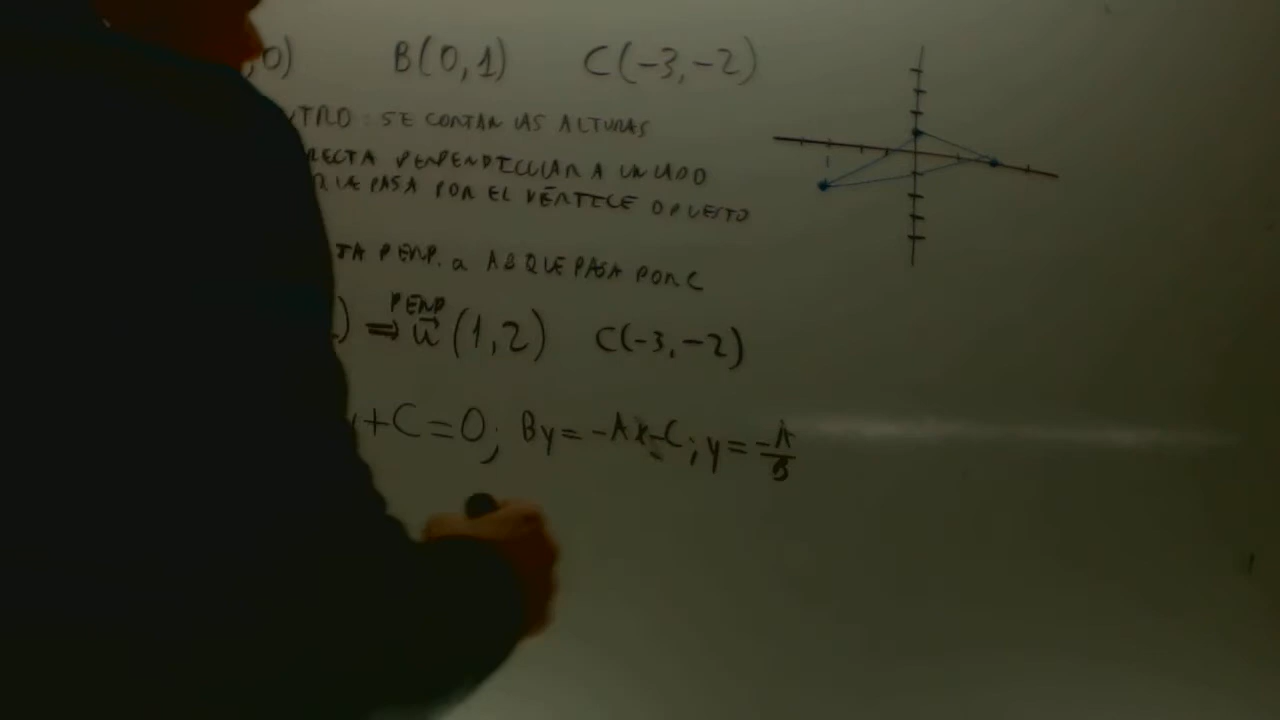 ,0) B(0,1) C(-3,-2)
NTRO: SE CORTAN LAS ALTURAS
RECTA PERPENDICULAR A UN LADO
QUE PASA POR EL VÉRTICE OPUESTO
TA PERP. a AB QUE PASA POR C
) ⇒ PERP u⃗ (1,2) C(-3,-2)
y+C=0; By=-Ax-C; y=-A/B